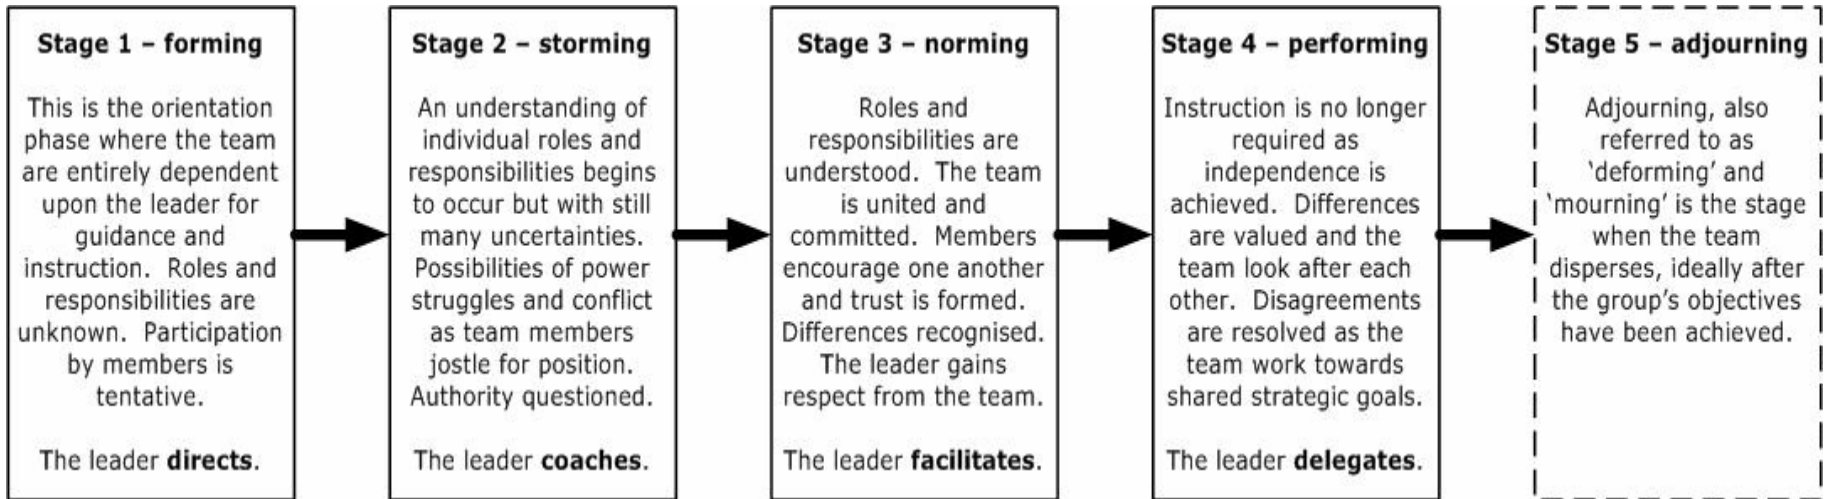 Stage 1 – forming
This is the orientation
phase where the team
are entirely dependent
upon the leader for
guidance and
instruction.  Roles and
responsibilities are
unknown.  Participation
by members is
tentative.
The leader directs.
Stage 2 – storming
An understanding of
individual roles and
responsibilities begins
to occur but with still
many uncertainties.
Possibilities of power
struggles and conflict
as team members
jostle for position.
Authority questioned.
The leader coaches.
Stage 3 – norming
Roles and
responsibilities are
understood.  The team
is united and
committed.  Members
encourage one another
and trust is formed.
Differences recognised.
The leader gains
respect from the team.
The leader facilitates.
Stage 4 – performing
Instruction is no longer
required as
independence is
achieved.  Differences
are valued and the
team look after each
other.  Disagreements
are resolved as the
team work towards
shared strategic goals.
The leader delegates.
Stage 5 – adjourning
Adjourning, also
referred to as
‘deforming’ and
‘mourning’ is the stage
when the team
disperses, ideally after
the group’s objectives
have been achieved.